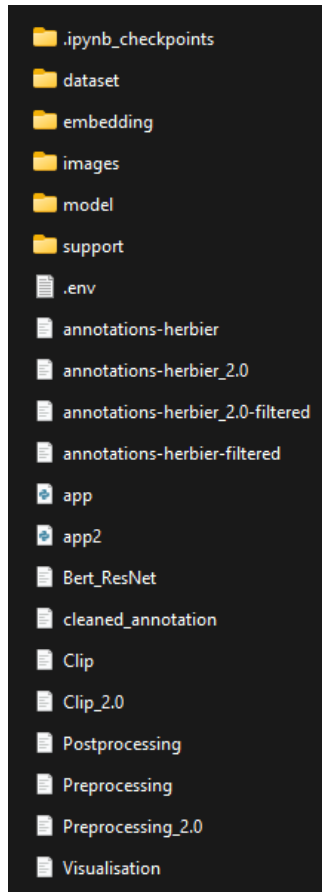 .ipynb_checkpoints
dataset
embedding
images
model
support
.env
annotations-herbier
annotations-herbier_2.0
annotations-herbier_2.0-filtered
annotations-herbier-filtered
app
app2
Bert_ResNet
cleaned_annotation
Clip
Clip_2.0
Postprocessing
Preprocessing
Preprocessing_2.0
Visualisation